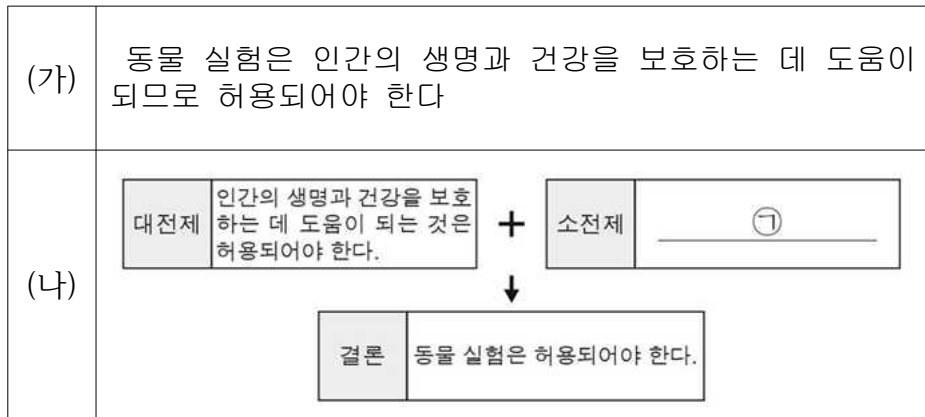 (가)
동물 실험은 인간의 생명과 건강을 보호하는 데 도움이
되므로 허용되어야 한다
(나)
대전제
인간의 생명과 건강을 보호
하는 데 도움이 되는 것은
허용되어야 한다.
+
소전제
㉠
결론
동물 실험은 허용되어야 한다.